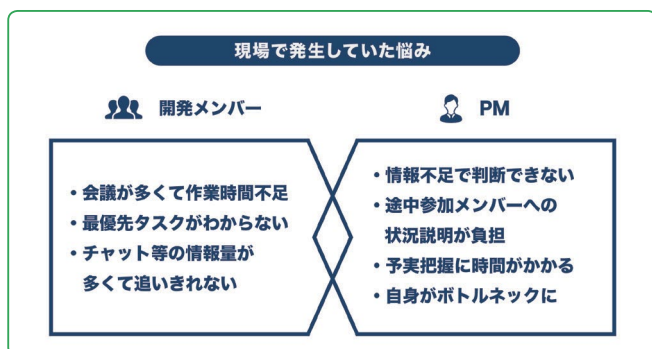 現場で発生していた悩み
開発メンバー
・会議が多くて作業時間不足
・最優先タスクがわからない
・チャット等の情報量が
多くて追いきれない
PM
・情報不足で判断できない
・途中参加メンバーへの
状況説明が負担
・予実把握に時間がかかる
・自身がボトルネックに